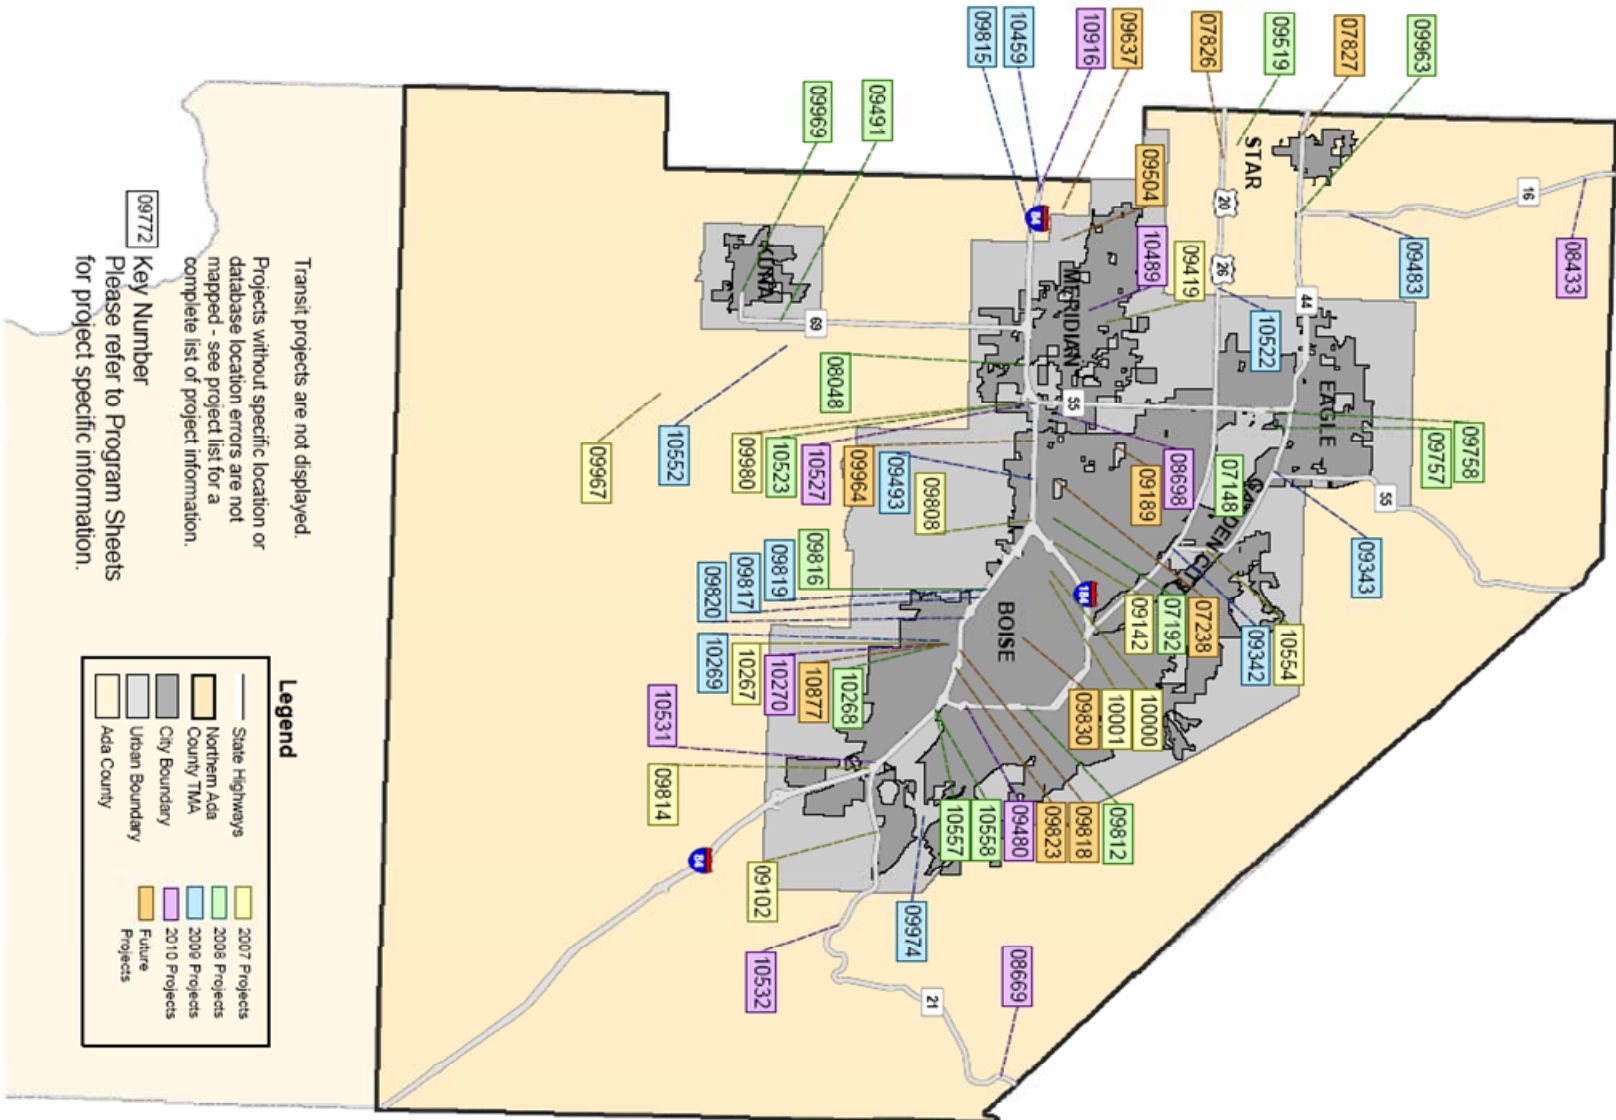 09815
10459
10916
09637
07826
09519
07827
09963
09969
09491
09504
STAR
16
84
20
10489
09419
26
09483
08433
KUNA
MERIDIAN
69
10522
44
EAGLE
08048
55
09967
10552
09980
10523
10527
09964
09493
09808
09189
08698
07148
09757
09758
55
GARDEN CITY
09343
09820
09817
09819
09816
BOISE
184
09142
07192
07238
09342
10554
10269
10267
10270
10877
10268
09830
10001
10000
10531
09814
10557
10558
09480
09823
09818
09812
84
09102
09974
10532
21
08669
Transit projects are not displayed.
Projects without specific location or
database location errors are not
mapped - see project list for a
complete list of project information.
09772 Key Number
Please refer to Program Sheets
for project specific information.
Legend
State Highways
Northern Ada
County TMA
City Boundary
Urban Boundary
Ada County
2007 Projects
2008 Projects
2009 Projects
2010 Projects
Future
Projects